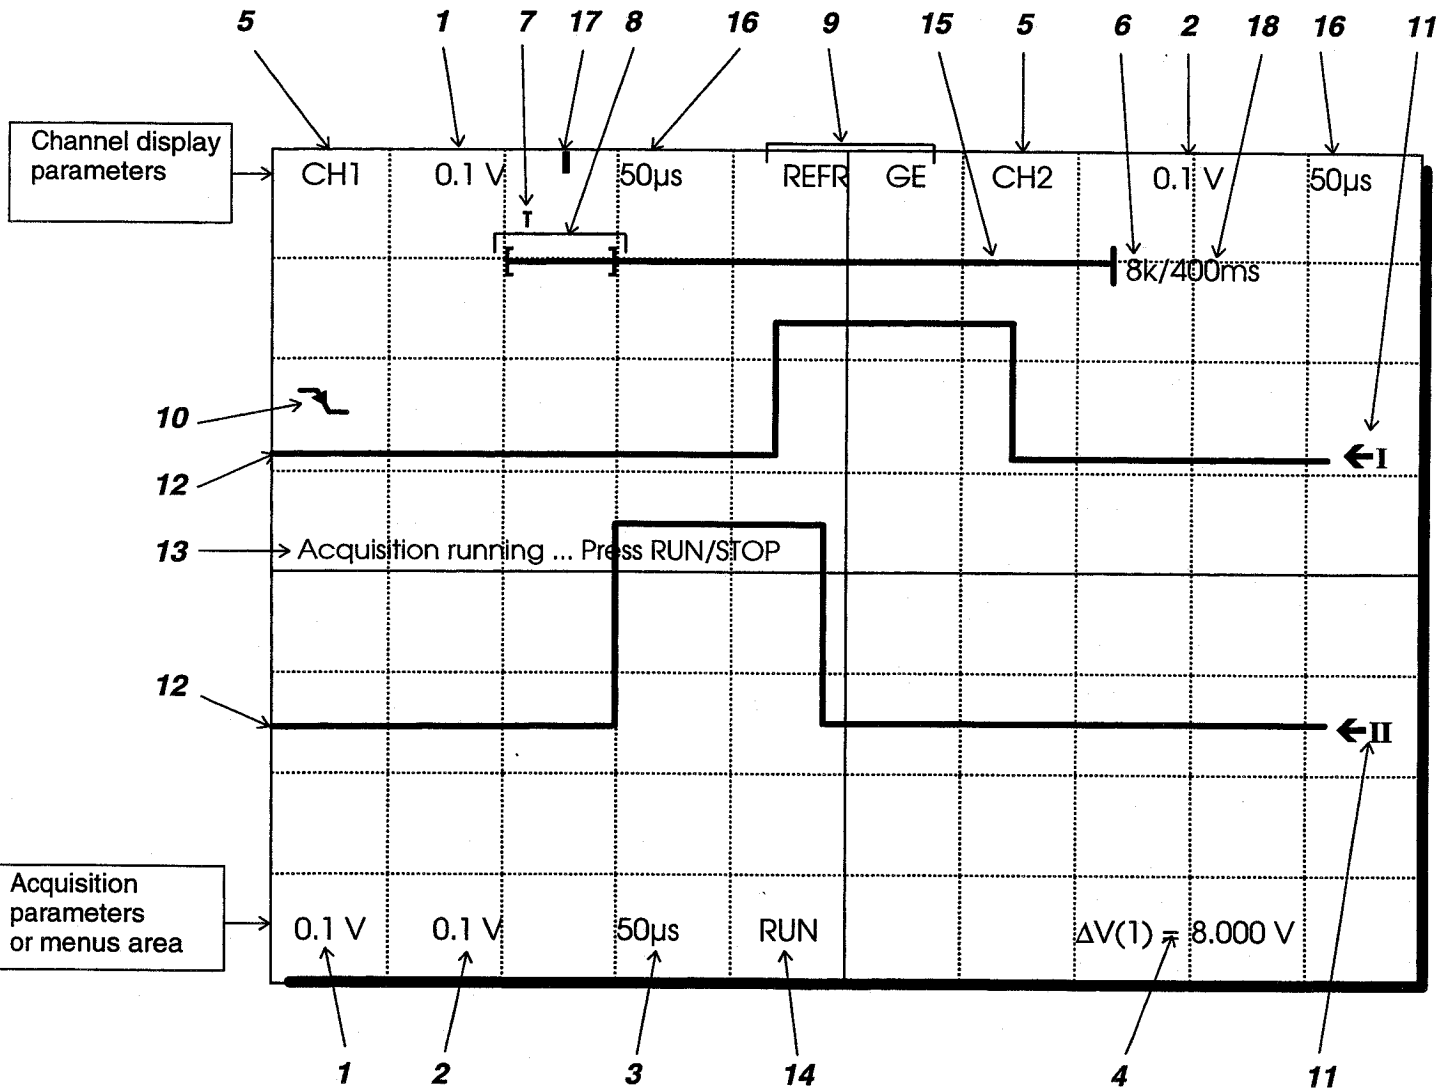 5 1 7 17 8 16 9 15 5 6 2 18 16 11
Channel display
parameters
CH1 0.1 V 50µs REFR GE CH2 0.1 V 50µs
T
8k/400ms
10
I
12
13 Acquisition running ... Press RUN/STOP
12
II
Acquisition
parameters
or menus area
0.1 V 0.1 V 50µs RUN ΔV(1) = 8.000 V
1 2 3 14 4 11